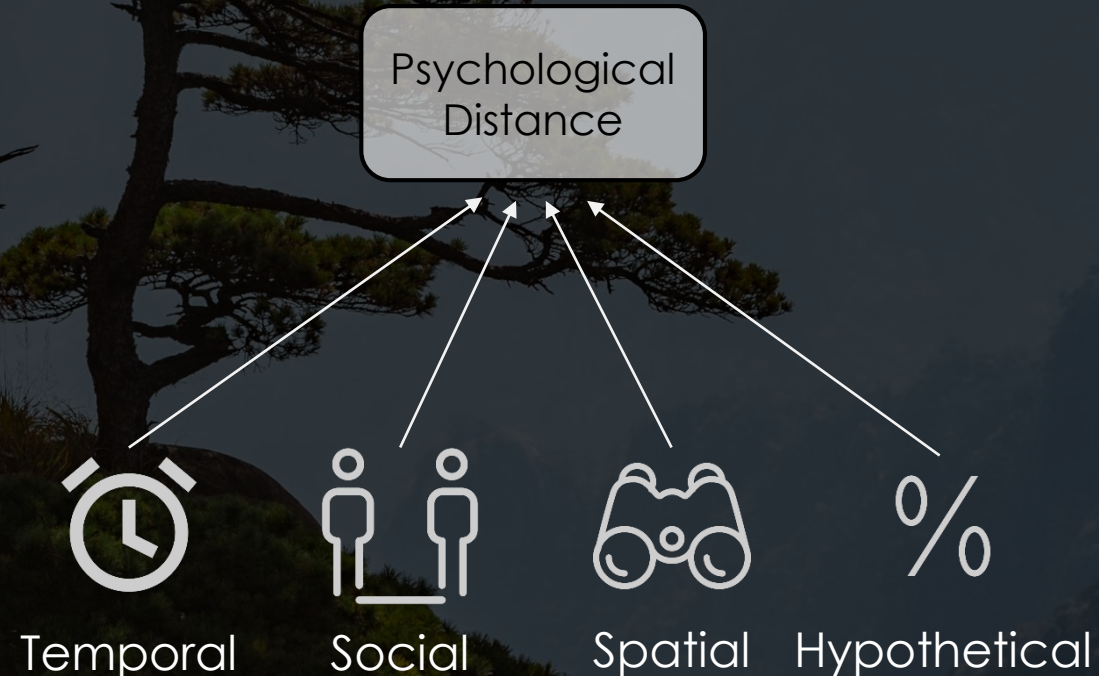 Psychological
Distance
%
Temporal
Social
Spatial
Hypothetical